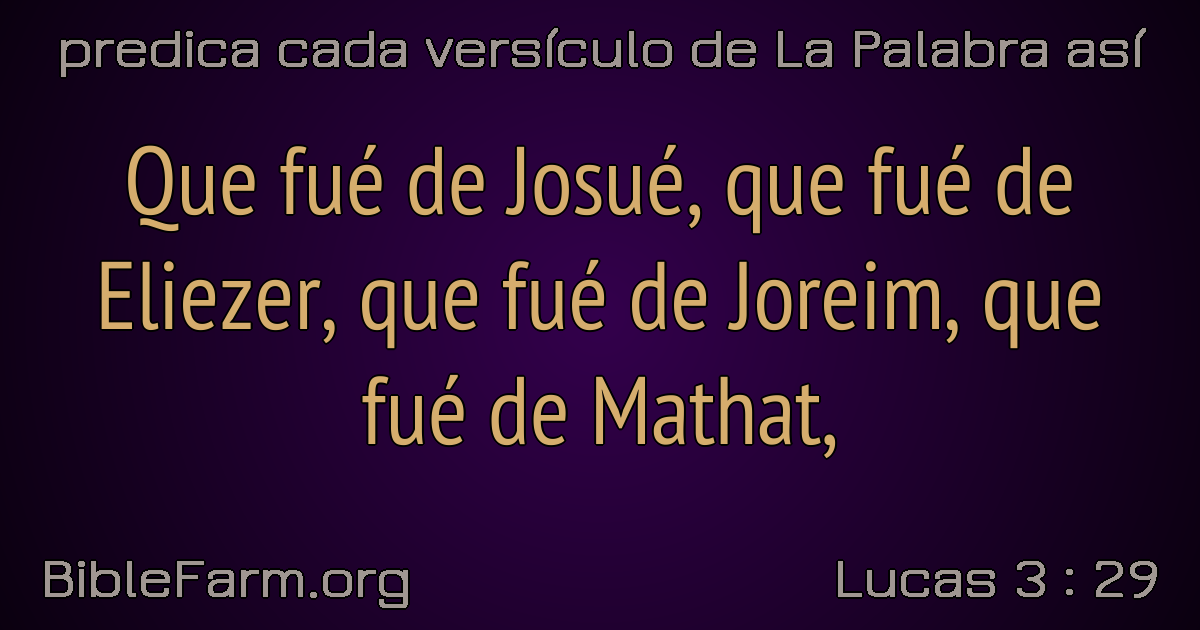 predica cada versículo de La Palabra así
Que fué de Josué, que fué de
Eliezer, que fué de Joreim, que
fué de Mathat,
BibleFarm.org
Lucas 3 : 29